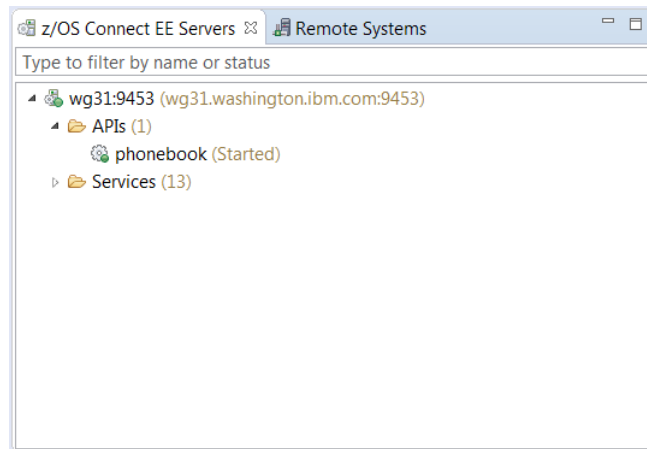 z/OS Connect EE Servers Remote Systems
Type to filter by name or status
wg31:9453 (wg31.washington.ibm.com:9453)
APIs (1)
phonebook (Started)
Services (13)